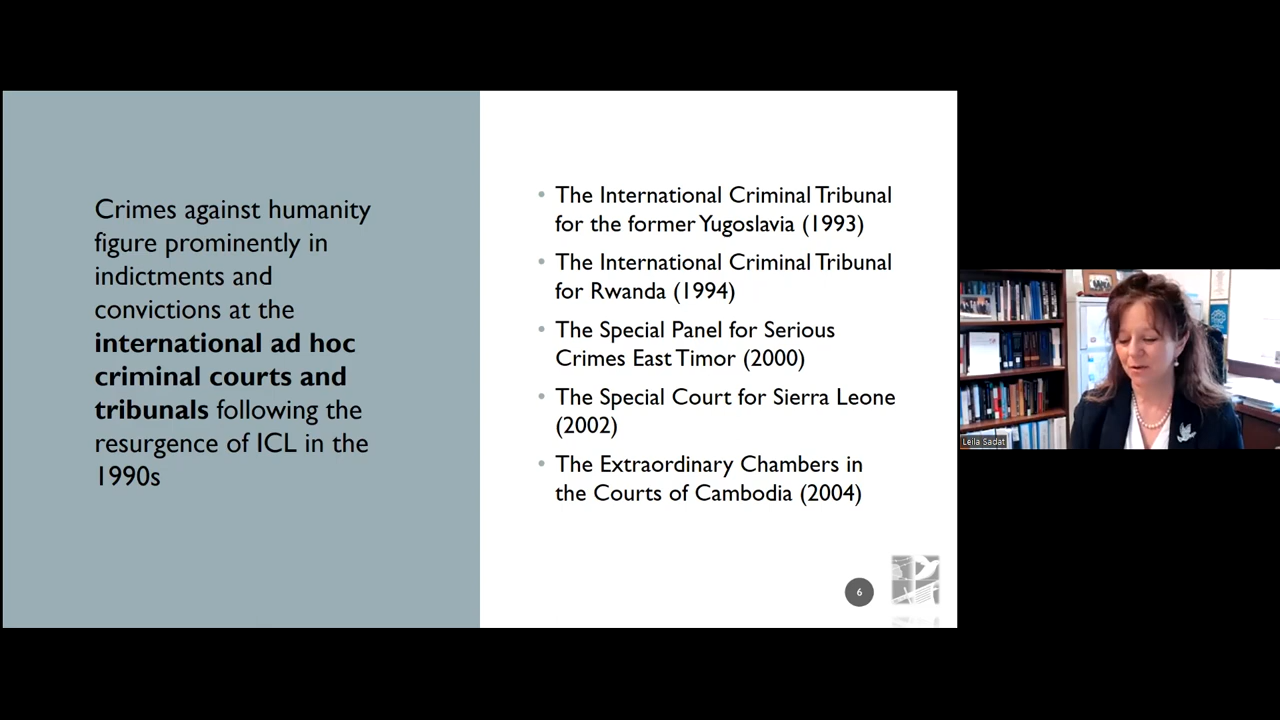 Crimes against humanity
figure prominently in
indictments and
convictions at the
international ad hoc
criminal courts and
tribunals following the
resurgence of ICL in the
1990s
• The International Criminal Tribunal
for the former Yugoslavia (1993)
• The International Criminal Tribunal
for Rwanda (1994)
• The Special Panel for Serious
Crimes East Timor (2000)
• The Special Court for Sierra Leone
(2002)
• The Extraordinary Chambers in
the Courts of Cambodia (2004)
6
Leila Sadat